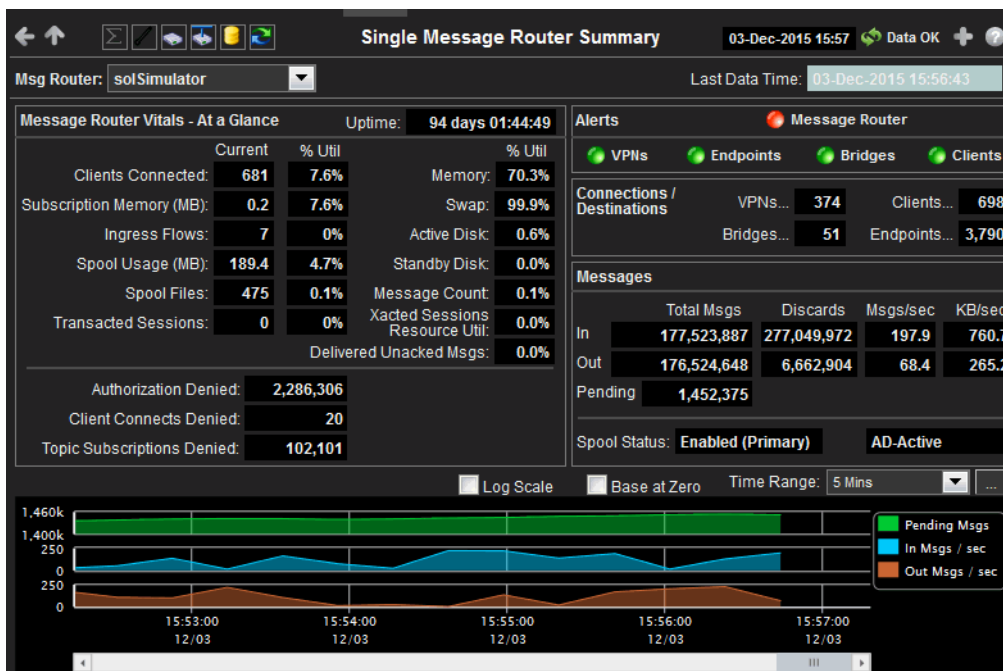 Single Message Router Summary 03-Dec-2015 15:57 Data OK
Msg Router: solSimulator Last Data Time: 03-Dec-2015 15:56:43
Message Router Vitals - At a Glance Uptime: 94 days 01:44:49
Current % Util % Util
Clients Connected: 681 7.6% Memory: 70.3%
Subscription Memory (MB): 0.2 7.6% Swap: 99.9%
Ingress Flows: 7 0% Active Disk: 0.6%
Spool Usage (MB): 189.4 4.7% Standby Disk: 0.0%
Spool Files: 475 0.1% Message Count: 0.1%
Transacted Sessions: 0 0% Xacted Sessions
Resource Util: 0.0%
Delivered Unacked Msgs: 0.0%
Authorization Denied: 2,286,306
Client Connects Denied: 20
Topic Subscriptions Denied: 102,101
Alerts Message Router
VPNs Endpoints Bridges Clients
Connections / VPNs... 374 Clients... 698
Destinations
Bridges... 51 Endpoints... 3,790
Messages
Total Msgs Discards Msgs/sec KB/sec
In 177,523,887 277,049,972 197.9 760.7
Out 176,524,648 6,662,904 68.4 265.2
Pending 1,452,375
Spool Status: Enabled (Primary) AD-Active
Log Scale Base at Zero Time Range: 5 Mins ...
1,460k
1,400k
250
0
250
0
Pending Msgs
In Msgs / sec
Out Msgs / sec
15:53:00 15:54:00 15:55:00 15:56:00 15:57:00
12/03 12/03 12/03 12/03 12/03